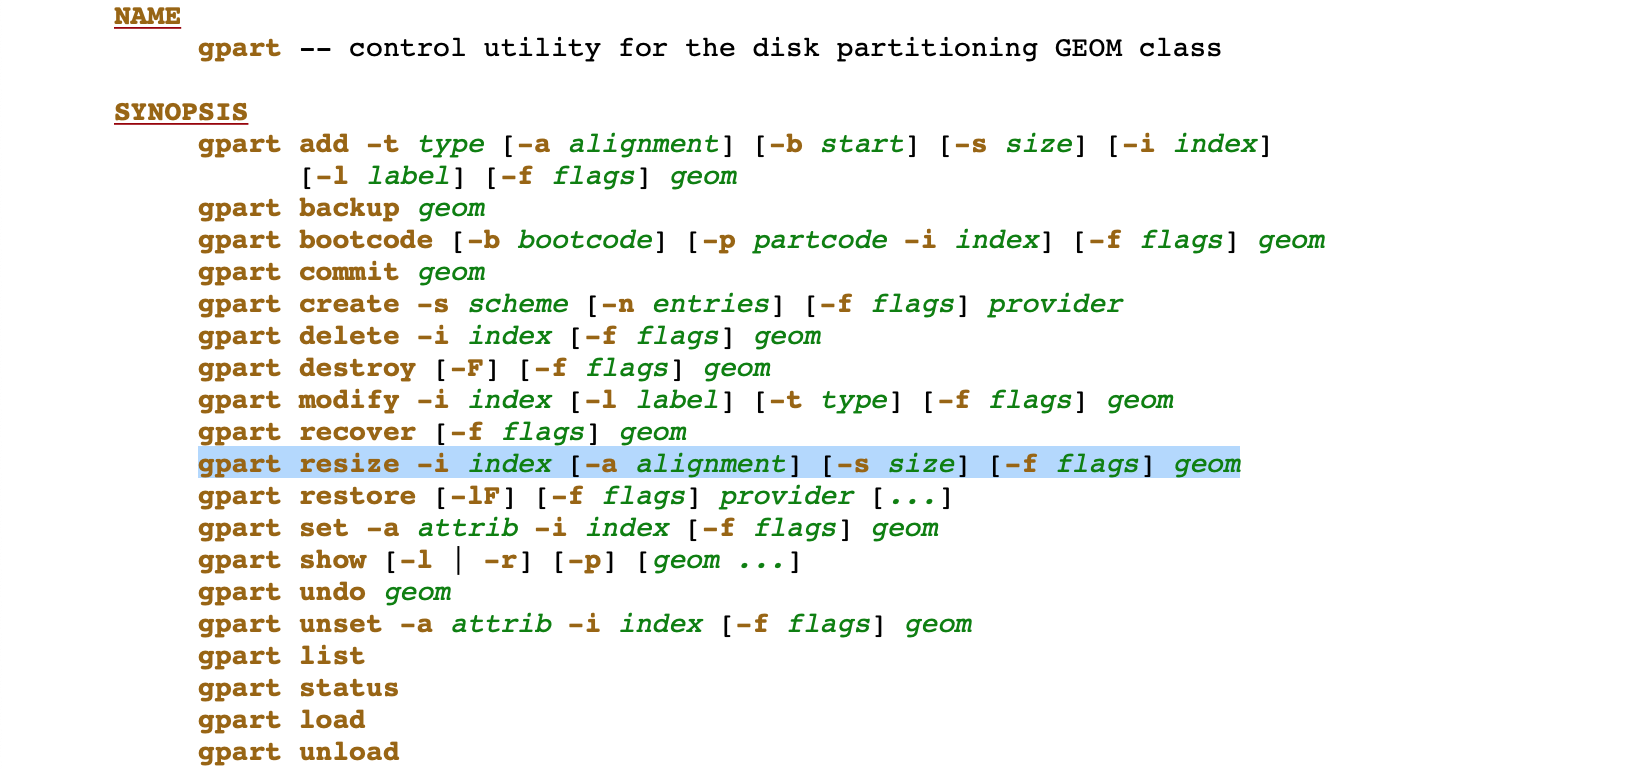 NAME
gpart -- control utility for the disk partitioning GEOM class
SYNOPSIS
gpart add -t type [-a alignment] [-b start] [-s size] [-i index]
[-l label] [-f flags] geom
gpart backup geom
gpart bootcode [-b bootcode] [-p partcode -i index] [-f flags] geom
gpart commit geom
gpart create -s scheme [-n entries] [-f flags] provider
gpart delete -i index [-f flags] geom
gpart destroy [-F] [-f flags] geom
gpart modify -i index [-l label] [-t type] [-f flags] geom
gpart recover [-f flags] geom
gpart resize -i index [-a alignment] [-s size] [-f flags] geom
gpart restore [-lF] [-f flags] provider [...]
gpart set -a attrib -i index [-f flags] geom
gpart show [-l | -r] [-p] [geom ...]
gpart undo geom
gpart unset -a attrib -i index [-f flags] geom
gpart list
gpart status
gpart load
gpart unload